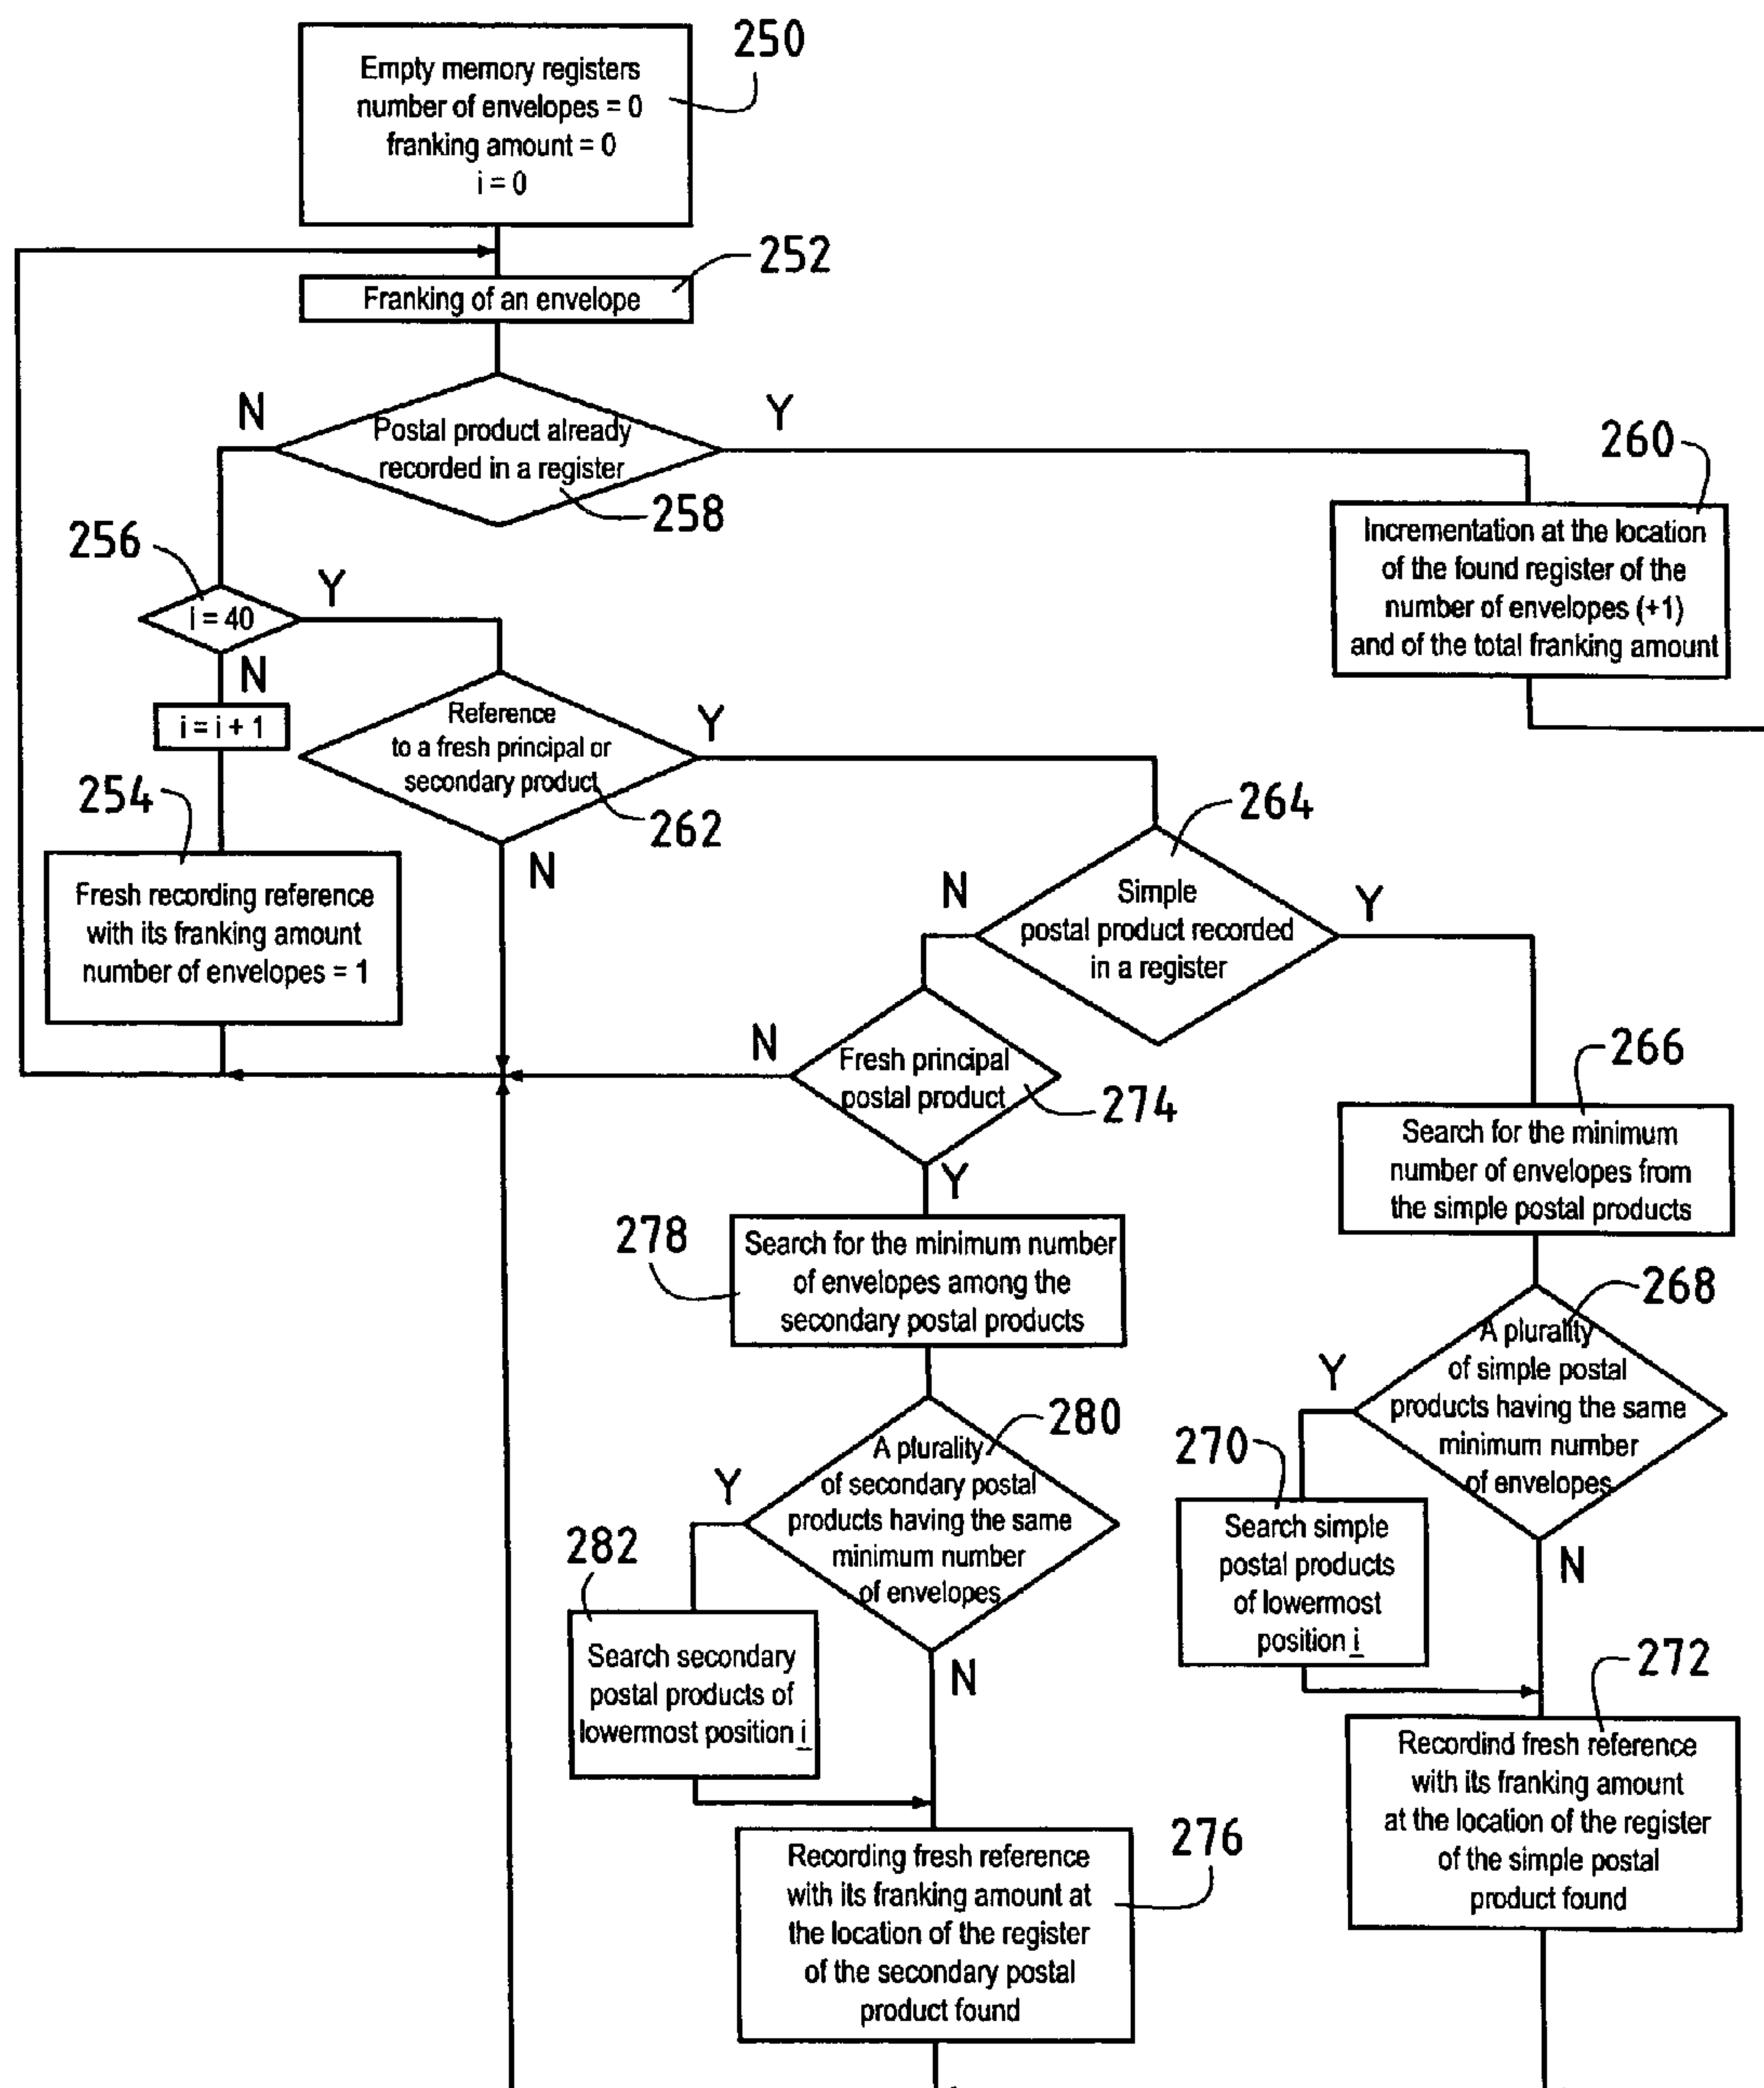 250
Empty memory registers
number of envelopes = 0
franking amount = 0
i = 0
252
Franking of an envelope
N
Y
Postal product already
recorded in a register
258
260
Incrementation at the location
of the found register of the
number of envelopes (+1)
and of the total franking amount
256
Y
i = 40
N
i = i + 1
Reference
to a fresh principal or
secondary product
Y
262
N
254
Fresh recording reference
with its franking amount
number of envelopes = 1
264
N
Y
Simple
postal product recorded
in a register
N
Fresh principal
postal product
274
Y
266
Search for the minimum
number of envelopes from
the simple postal products
278
Search for the minimum number
of envelopes among the
secondary postal products
268
Y
A plurality
of simple postal
products having the same
minimum number
of envelopes
N
280
Y
A plurality
of secondary postal
products having the same
minimum number
of envelopes
N
270
Search simple
postal products
of lowermost
position i
282
Search secondary
postal products of
lowermost position i
272
Recordind fresh reference
with its franking amount
at the location of the register
of the simple postal
product found
276
Recording fresh reference
with its franking amount at
the location of the register
of the secondary postal
product found